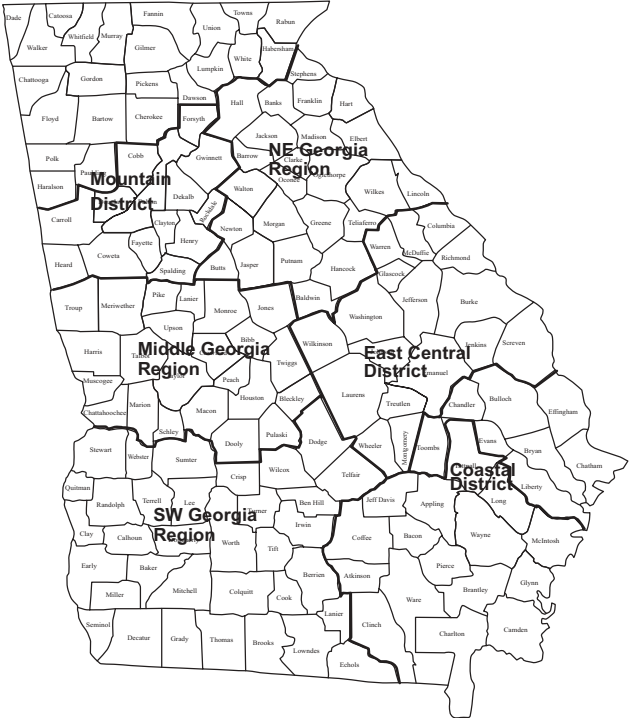 Dade
Catoosa
Fannin
Towns
Rabun
Union
Whitfield
Murray
Walker
Gilmer
Habersham
White
Lumpkin
Stephens
Chattooga
Gordon
Pickens
Dawson
Hall
Banks
Franklin
Hart
Floyd
Bartow
Cherokee
Forsyth
Jackson
Madison
Elbert
NE Georgia
Region
Polk
Cobb
Gwinnett
Barrow
Clarke
Oconee
Oglethorpe
Haralson
Mountain
District
Walton
Wilkes
Lincoln
Dekalb
Rockdale
Carroll
Clayton
Newton
Morgan
Greene
Teliaferro
Columbia
Fayette
Henry
Warren
McDuffie
Richmond
Heard
Coweta
Spalding
Butts
Jasper
Putnam
Hancock
Glascock
Troup
Meriwether
Pike
Lanier
Monroe
Jones
Baldwin
Jefferson
Burke
Washington
Upson
Harris
Bibb
Wilkinson
Jenkins
Screven
Middle Georgia
Region
East Central
District
Twiggs
Muscogee
Peach
Laurens
Houston
Bleckley
Treutlen
Chandler
Bulloch
Effingham
Chattahoochee
Marion
Macon
Schley
Dooly
Pulaski
Dodge
Wheeler
Montgomery
Toombs
Evans
Bryan
Chatham
Stewart
Webster
Sumter
Crisp
Wilcox
Telfair
Coastal
District
Liberty
Quitman
Randolph
Terrell
Lee
Turner
Ben Hill
Jeff Davis
Appling
Long
SW Georgia
Region
Irwin
Wayne
McIntosh
Clay
Calhoun
Worth
Tift
Coffee
Bacon
Early
Baker
Berrien
Atkinson
Pierce
Glynn
Miller
Mitchell
Colquitt
Cook
Ware
Brantley
Lanier
Seminol
Decatur
Grady
Thomas
Brooks
Lowndes
Echols
Clinch
Charlton
Camden